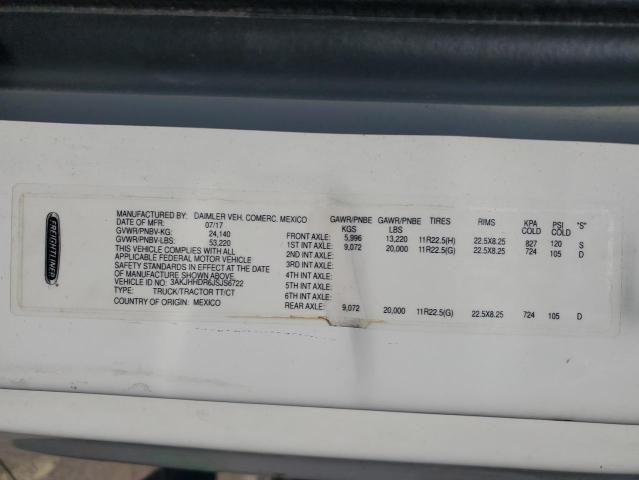 FREIGHTLINER
MANUFACTURED BY: DAIMLER VEH. COMERC. MEXICO
DATE OF MFR: 07/17
GVWR/PNBV-KG: 24,140
GVWR/PNBV-LBS: 53,220
THIS VEHICLE COMPLIES WITH ALL
APPLICABLE FEDERAL MOTOR VEHICLE
SAFETY STANDARDS IN EFFECT AT THE DATE
OF MANUFACTURE SHOWN ABOVE.
VEHICLE ID: 3AKJHHDR6JSJS6722
TYPE: TRUCK/TRACTOR TT/CT
COUNTRY OF ORIGIN: MEXICO
GAWR/PNBE GAWR/PNBE TIRES RIMS KPA PSI "S"
KGS LBS COLD COLD
FRONT AXLE: 5,996 13,220 11R22.5(H) 22.5X8.25 827 120 S
1ST INT AXLE: 9,072 20,000 11R22.5(G) 22.5X8.25 724 105 D
2ND INT AXLE:
3RD INT AXLE:
4TH INT AXLE:
5TH INT AXLE:
6TH INT AXLE:
REAR AXLE: 9,072 20,000 11R22.5(G) 22.5X8.25 724 105 D